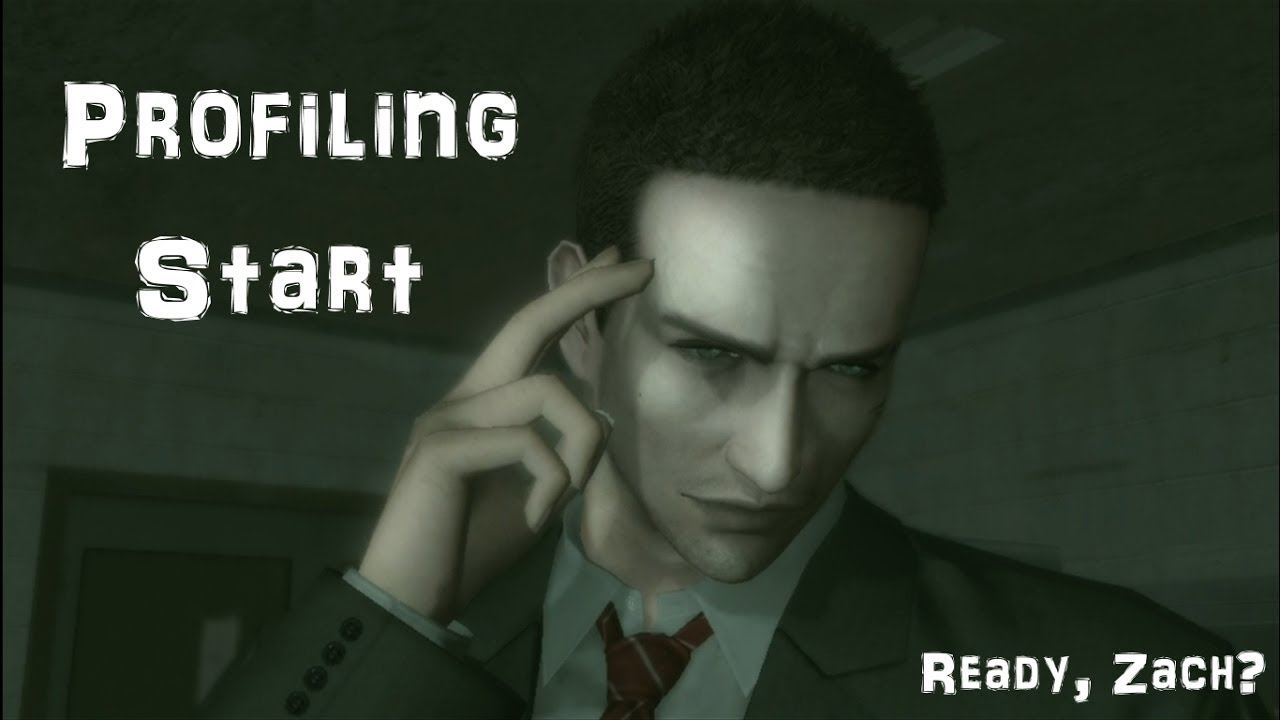 Profiling
Start
Ready, Zach?